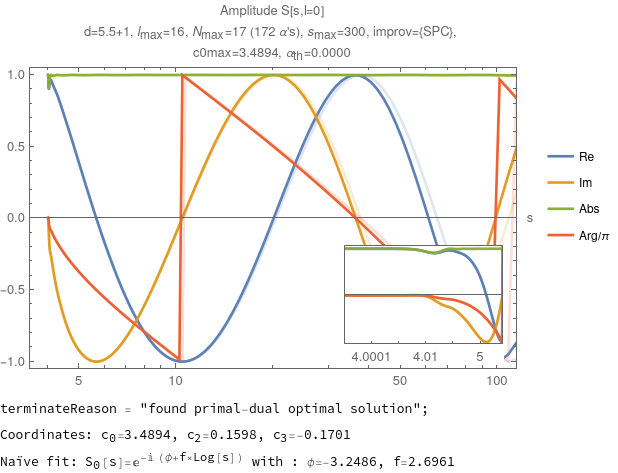 Amplitude S[s,l=0]
d=5.5+1, lmax=16, Nmax=17 (172 α's), smax=300, improv={SPC},
c0max=3.4894, αth=0.0000
1.0
0.5
0.0
−0.5
−1.0
s
5
10
50
100
4.0001
4.01
5
Re
Im
Abs
Arg/π
terminateReason = "found primal-dual optimal solution";
Coordinates: c0=3.4894, c2=0.1598, c3=-0.1701
Naïve fit: S0[s]=e^-i (ϕ+f×Log[s]) with : ϕ=-3.2486, f=2.6961